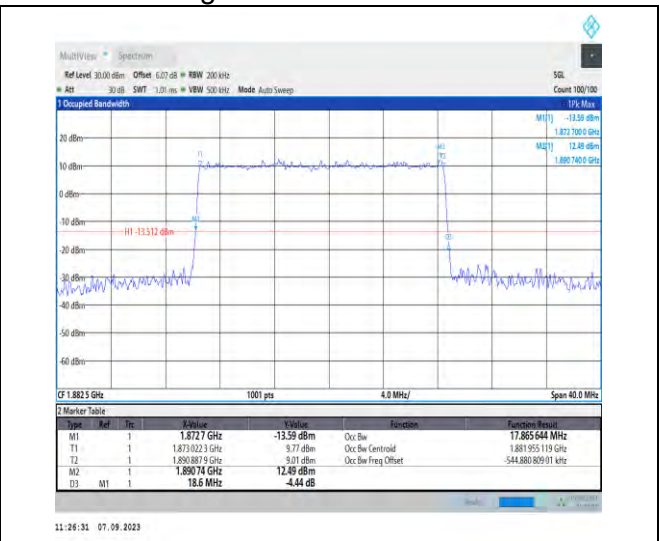 MultiView Spectrum
Ref Level 30.00 dBm Offset 6.07 dB RBW 200 kHz SGL
Att 30 dB SWT 1.01 ms VBW 500 kHz Mode Auto Sweep Count 100/100
1 Occupied Bandwidth 1Pk Max
M1[1] -13.59 dBm
1.872 700 0 GHz
M2[1] 12.49 dBm
1.890 740 0 GHz
20 dBm
M2
T1 T2
10 dBm
0 dBm
-10 dBm
M1
H1 -13.512 dBm
D3
-20 dBm
-30 dBm
-40 dBm
-50 dBm
-60 dBm
CF 1.882 5 GHz 1001 pts 4.0 MHz/ Span 40.0 MHz
2 Marker Table
Type Ref Trc X-Value Y-Value Function Function Result
M1 1 1.8727 GHz -13.59 dBm Occ Bw 17.865 644 MHz
T1 1 1.873 022 3 GHz 9.77 dBm Occ Bw Centroid 1.881 955 119 GHz
T2 1 1.890 887 9 GHz 9.01 dBm Occ Bw Freq Offset -544.880 809 01 kHz
M2 1 1.890 74 GHz 12.49 dBm
D3 M1 1 18.6 MHz -4.44 dB
11:26:31 07.09.2023